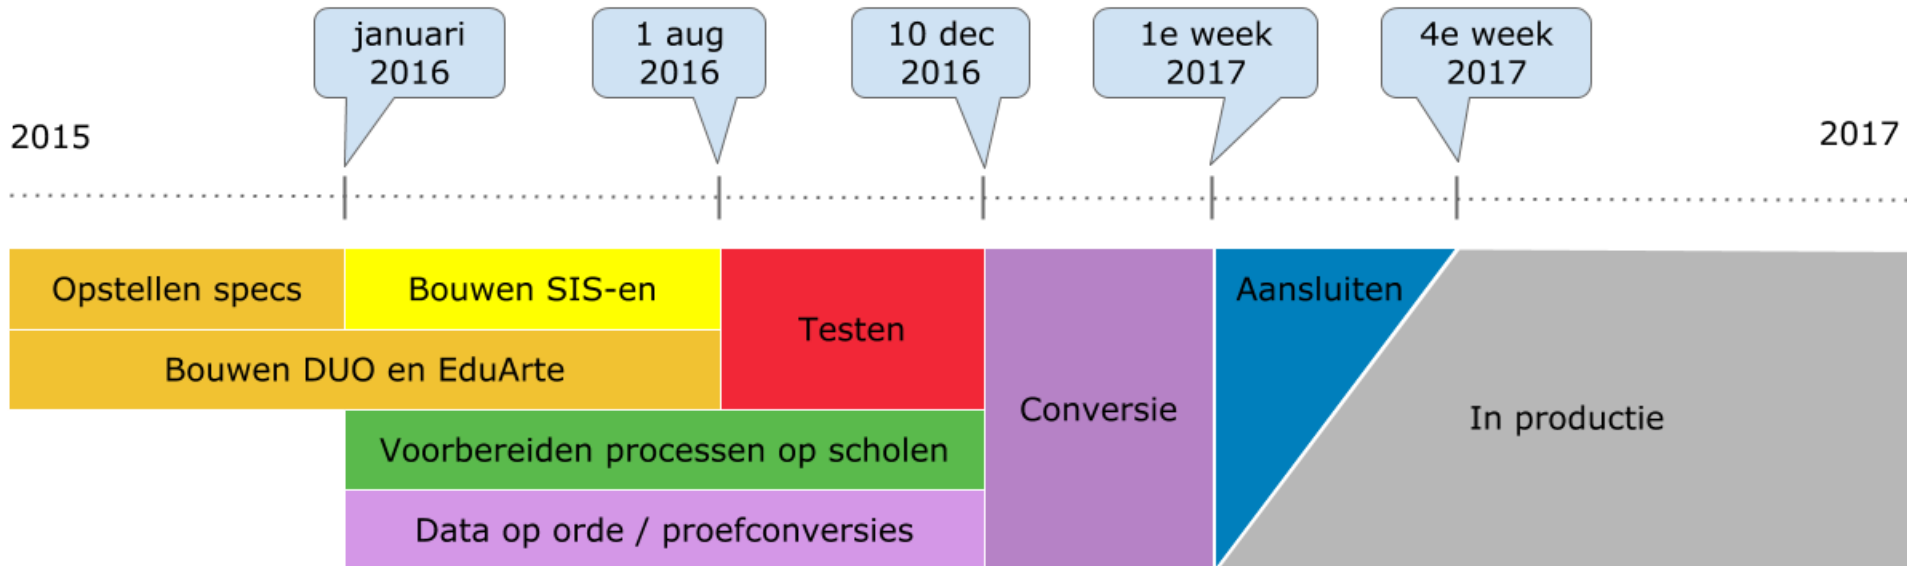 januari
2016
1 aug
2016
10 dec
2016
1e week
2017
4e week
2017
2015
2017
Opstellen specs
Bouwen SIS-en
Testen
Aansluiten
Bouwen DUO en EduArte
Conversie
In productie
Voorbereiden processen op scholen
Data op orde / proefconversies